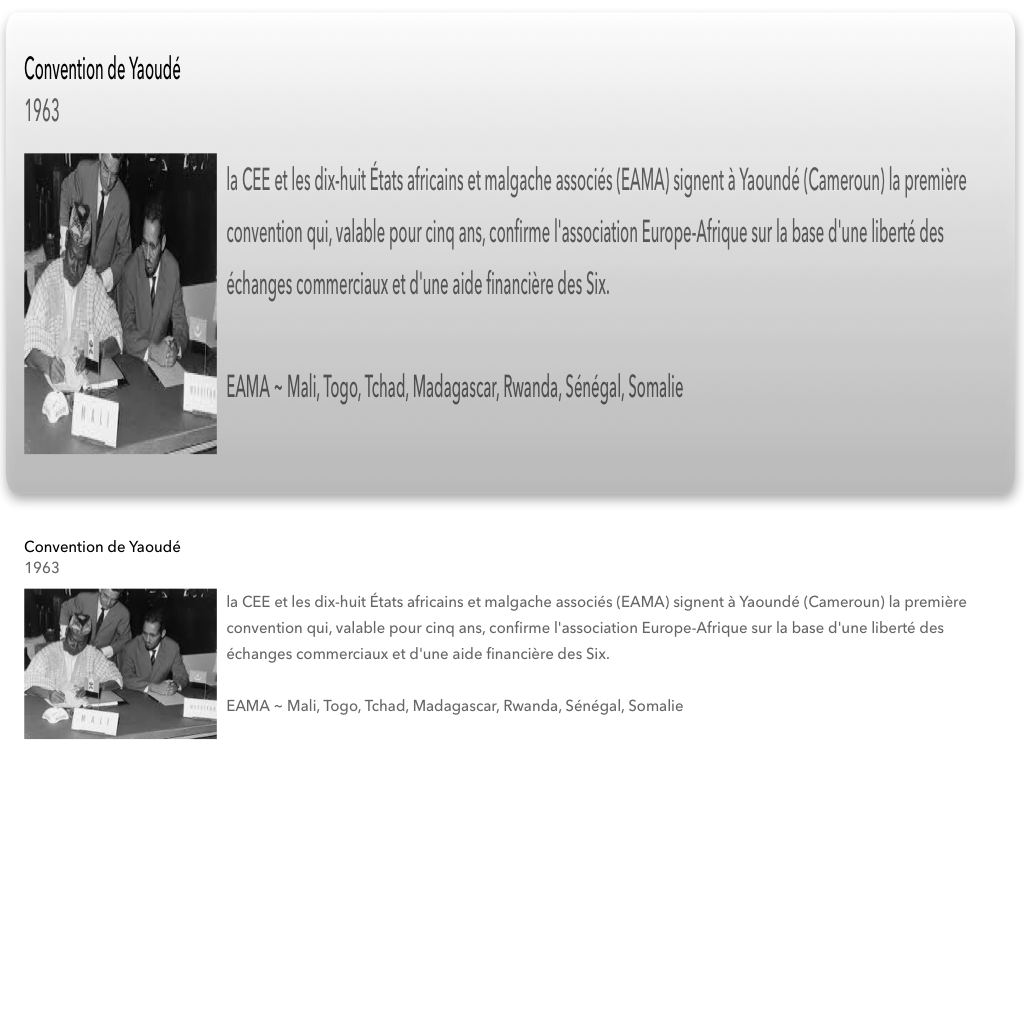 Convention de Yaoudé
1963
la CEE et les dix-huit États africains et malgache associés (EAMA) signent à Yaoundé (Cameroun) la première
convention qui, valable pour cinq ans, confirme l'association Europe-Afrique sur la base d'une liberté des
échanges commerciaux et d'une aide financière des Six.
EAMA ~ Mali, Togo, Tchad, Madagascar, Rwanda, Sénégal, Somalie
MALI
Convention de Yaoudé
1963
la CEE et les dix-huit États africains et malgache associés (EAMA) signent à Yaoundé (Cameroun) la première
convention qui, valable pour cinq ans, confirme l'association Europe-Afrique sur la base d'une liberté des
échanges commerciaux et d'une aide financière des Six.
EAMA ~ Mali, Togo, Tchad, Madagascar, Rwanda, Sénégal, Somalie
MALI